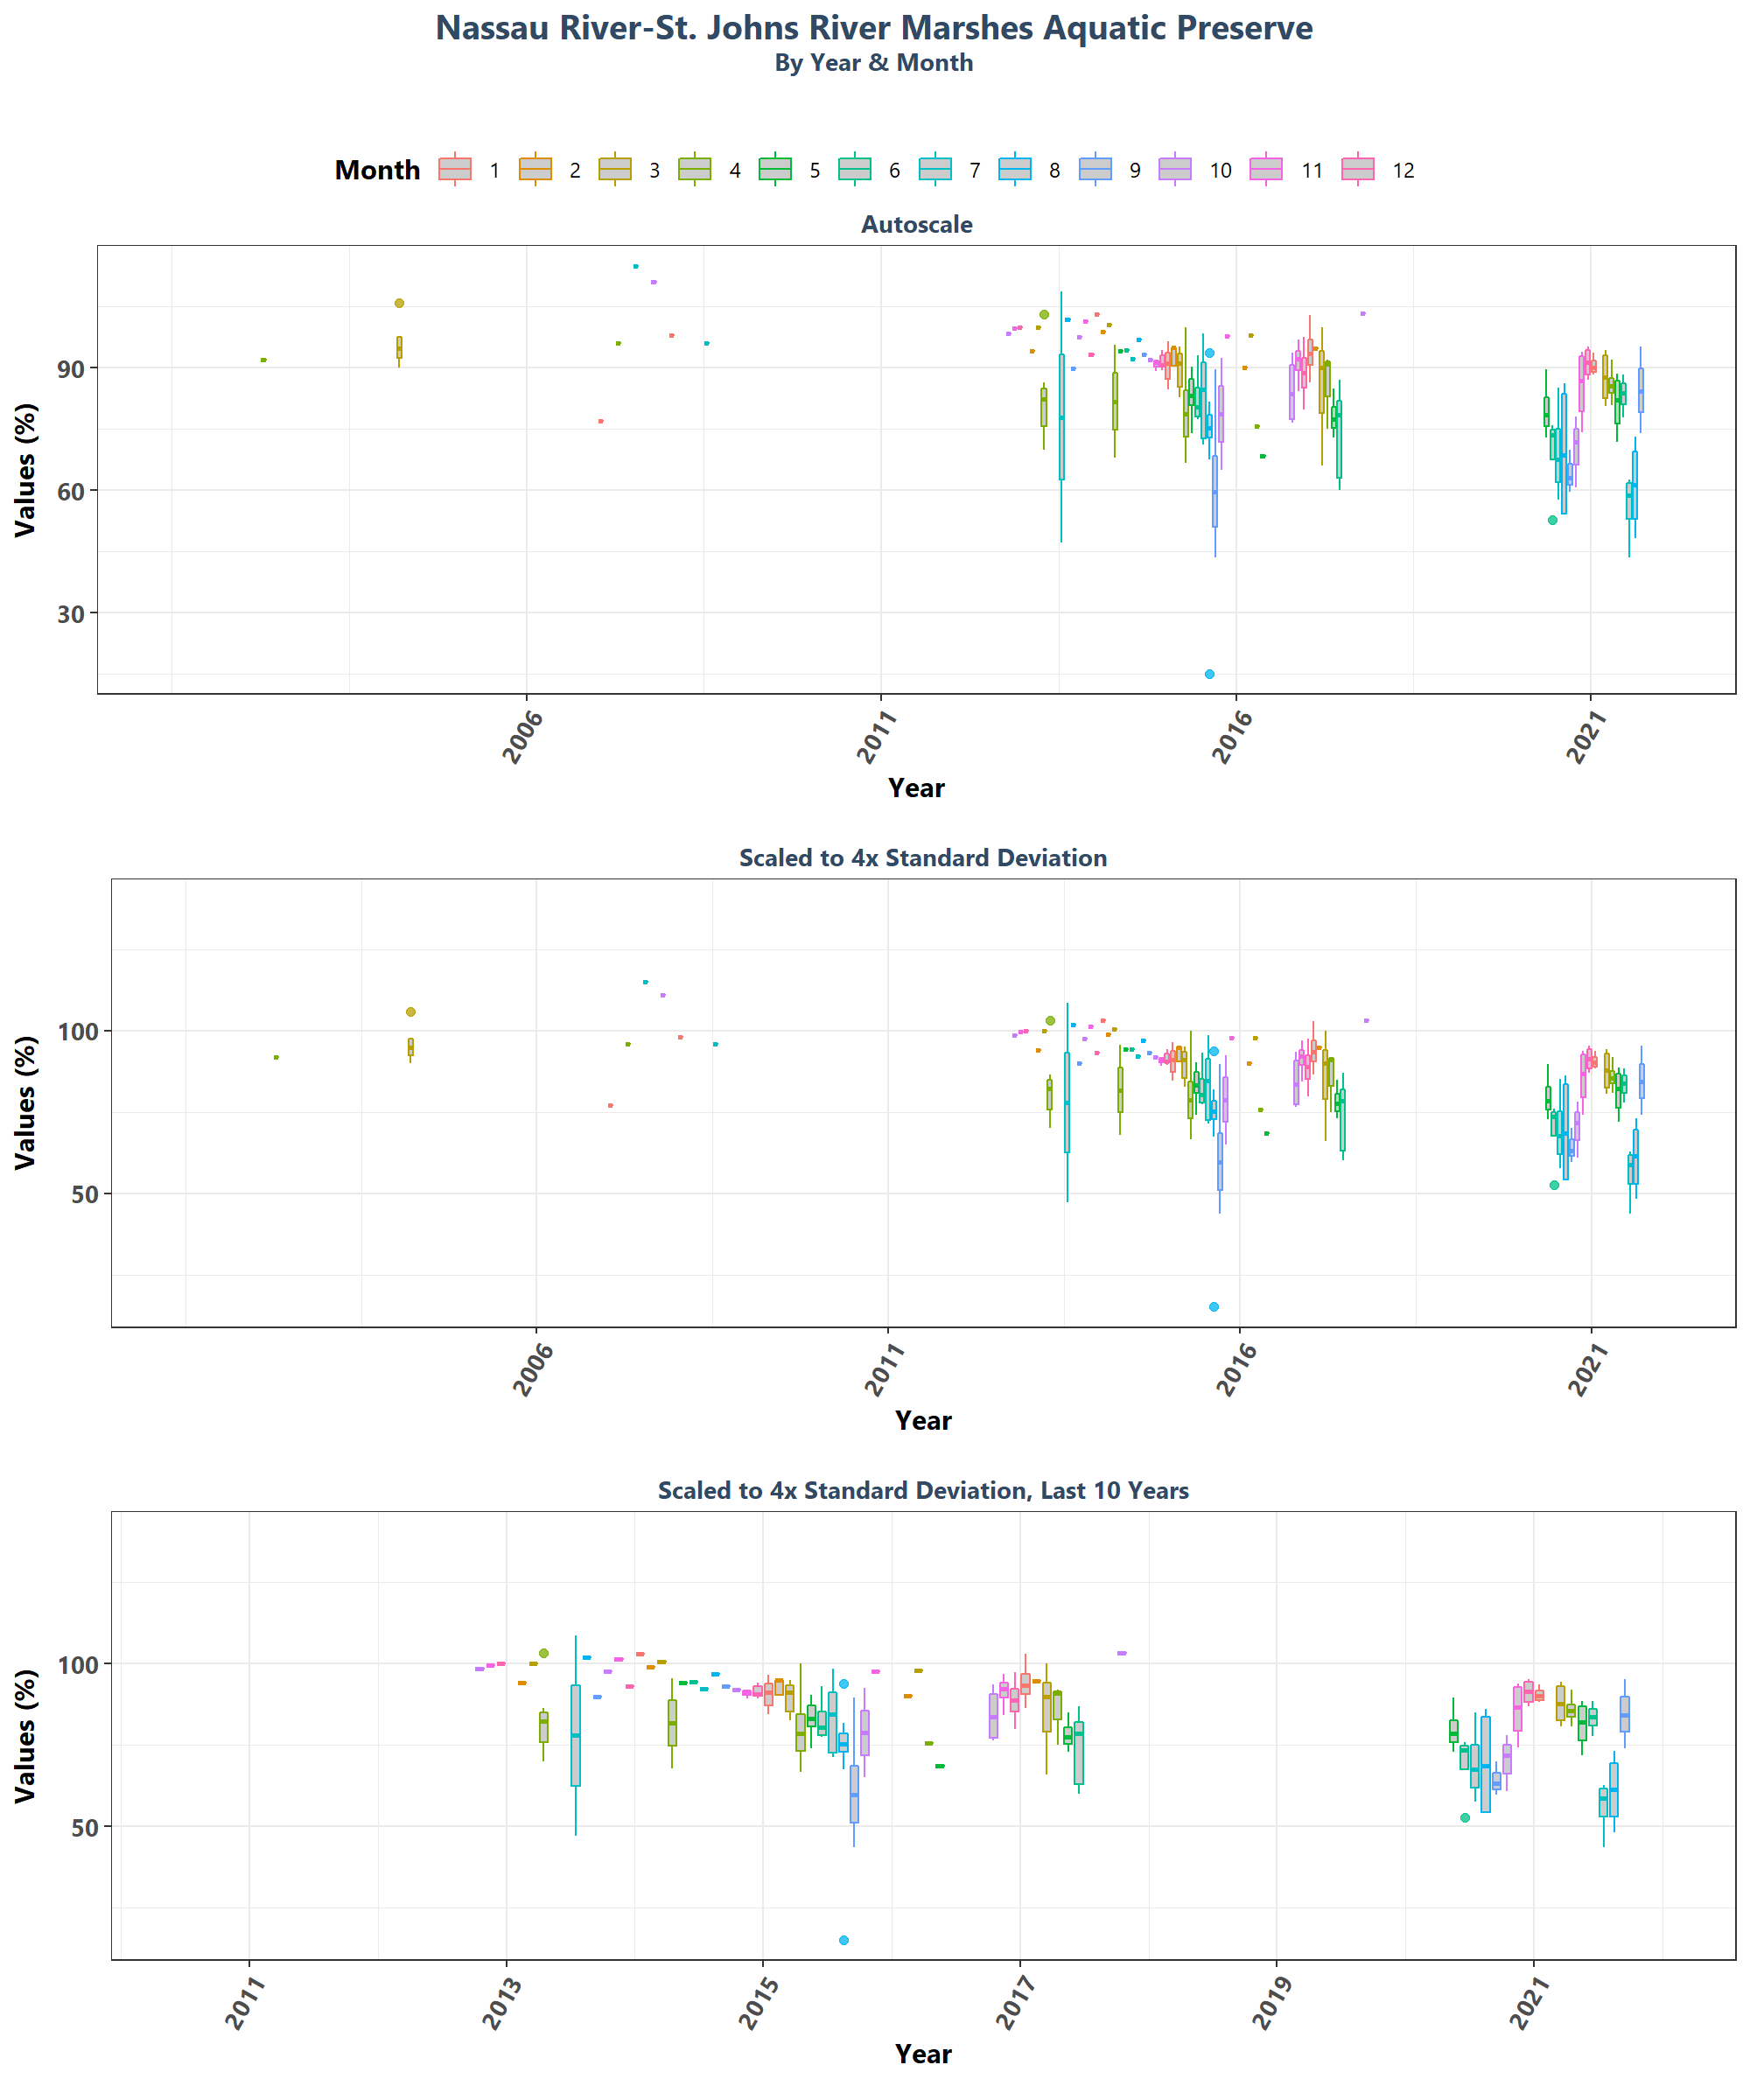 Nassau River-St. Johns River Marshes Aquatic Preserve
By Year & Month
Month 1 2 3 4 5 6 7 8 9 10 11 12
Autoscale
Values (%)
90
60
30
2006 2011 2016 2021
Year
Scaled to 4x Standard Deviation
Values (%)
100
50
2006 2011 2016 2021
Year
Scaled to 4x Standard Deviation, Last 10 Years
Values (%)
100
50
2011 2013 2015 2017 2019 2021
Year